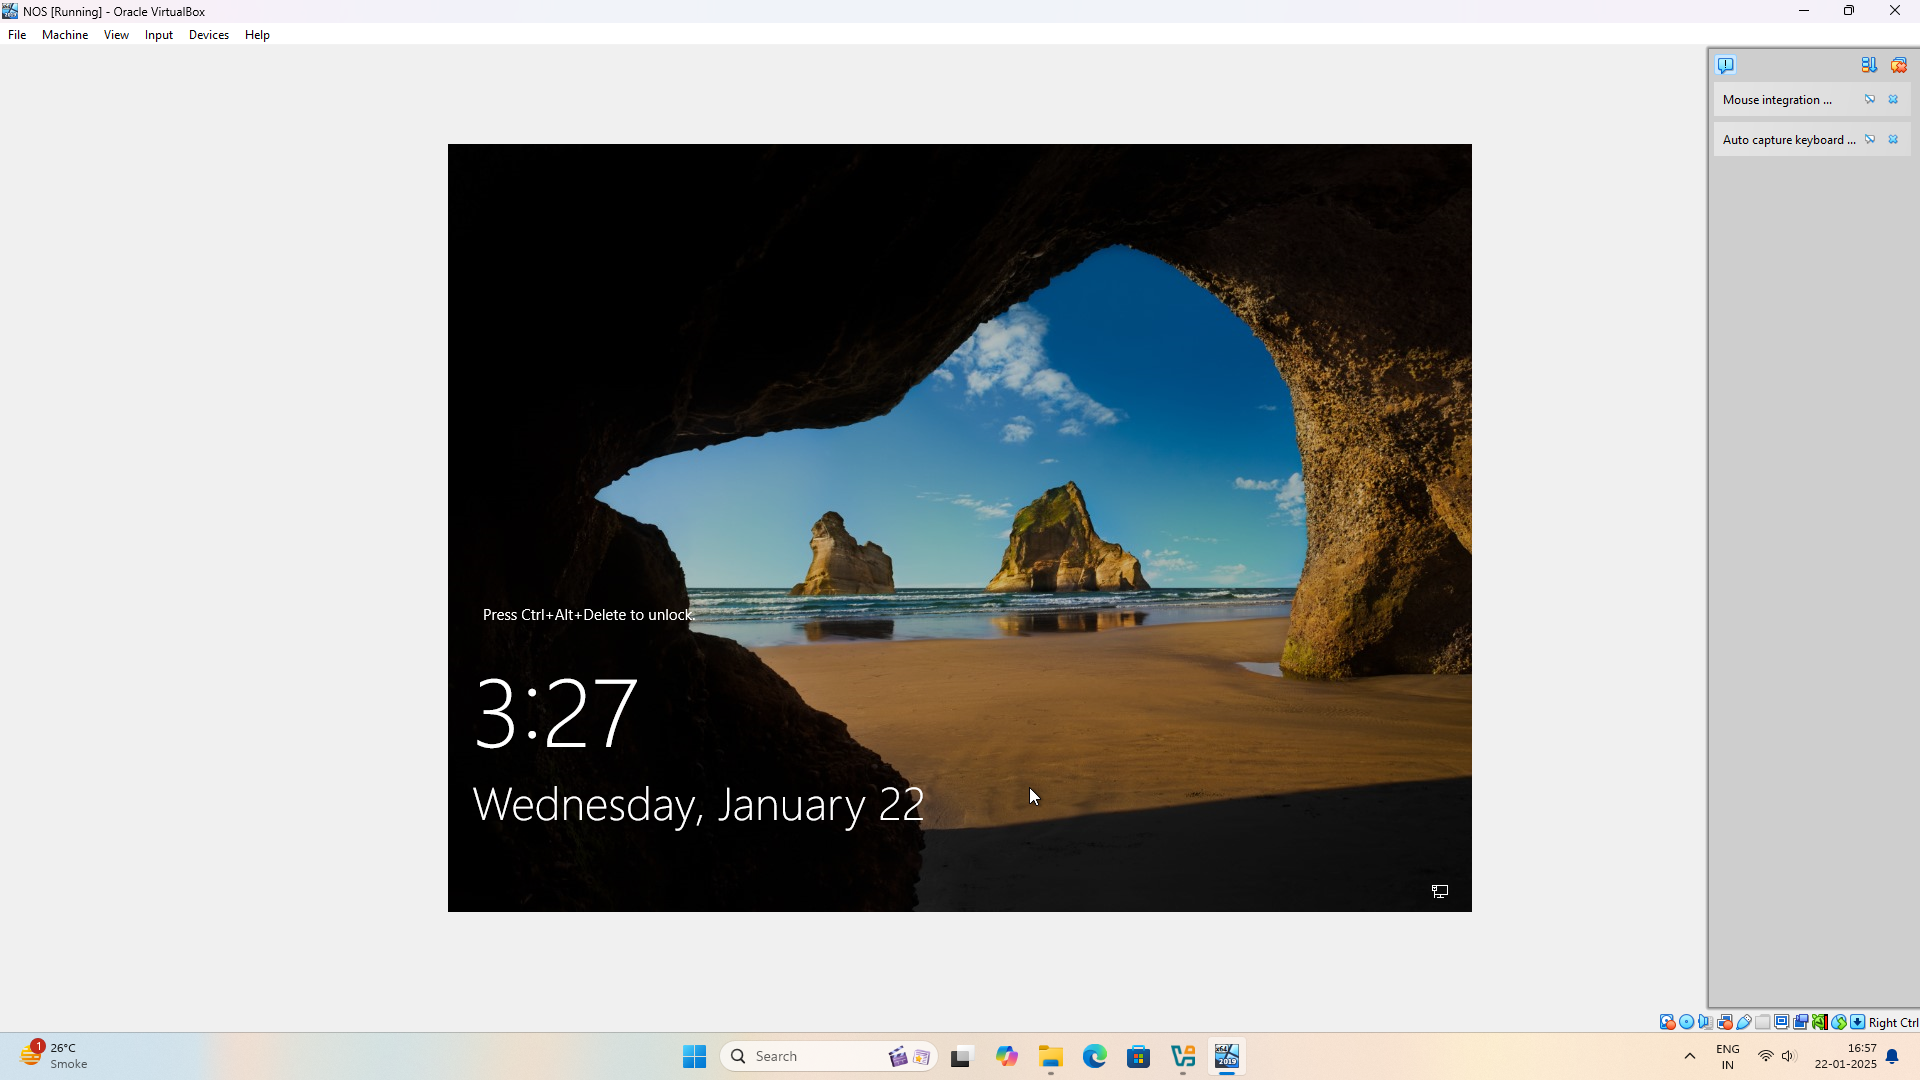 NOS [Running] - Oracle VirtualBox
File Machine View Input Devices Help
Mouse integration ...
Auto capture keyboard ...
Press Ctrl+Alt+Delete to unlock.
3:27
Wednesday, January 22
Right Ctrl
1
26°C
Smoke
Search
x64
2019
ENG
IN
16:57
22-01-2025